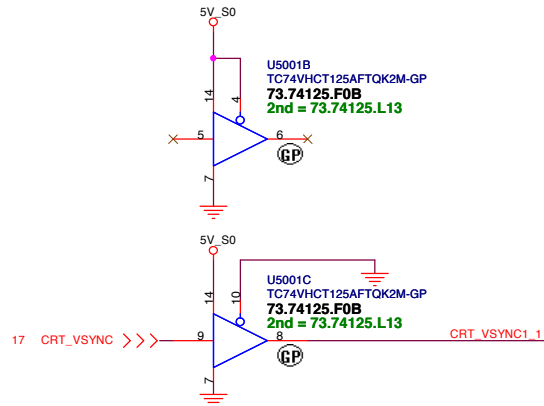 5V_S0
U5001B
TC74VHCT125AFTQK2M-GP
73.74125.F0B
2nd = 73.74125.L13
14
4
5
6
GP
7
5V_S0
U5001C
TC74VHCT125AFTQK2M-GP
73.74125.F0B
2nd = 73.74125.L13
14
10
17 CRT_VSYNC
9
8
CRT_VSYNC1_1
GP
7